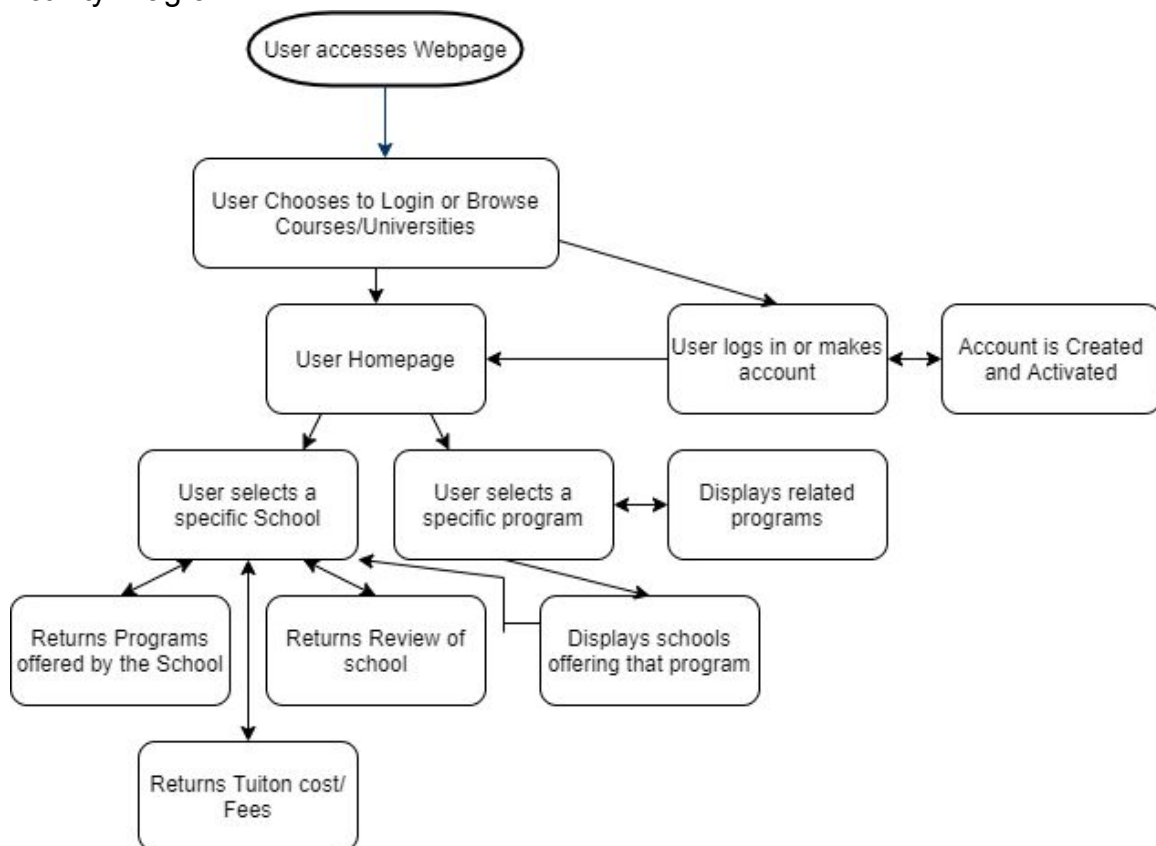 User accesses Webpage
User Chooses to Login or Browse
Courses/Universities
User Homepage
User logs in or makes
account
Account is Created
and Activated
User selects a
specific School
User selects a
specific program
Displays related
programs
Returns Programs
offered by the School
Returns Review of
school
Displays schools
offering that program
Returns Tuiton cost/
Fees